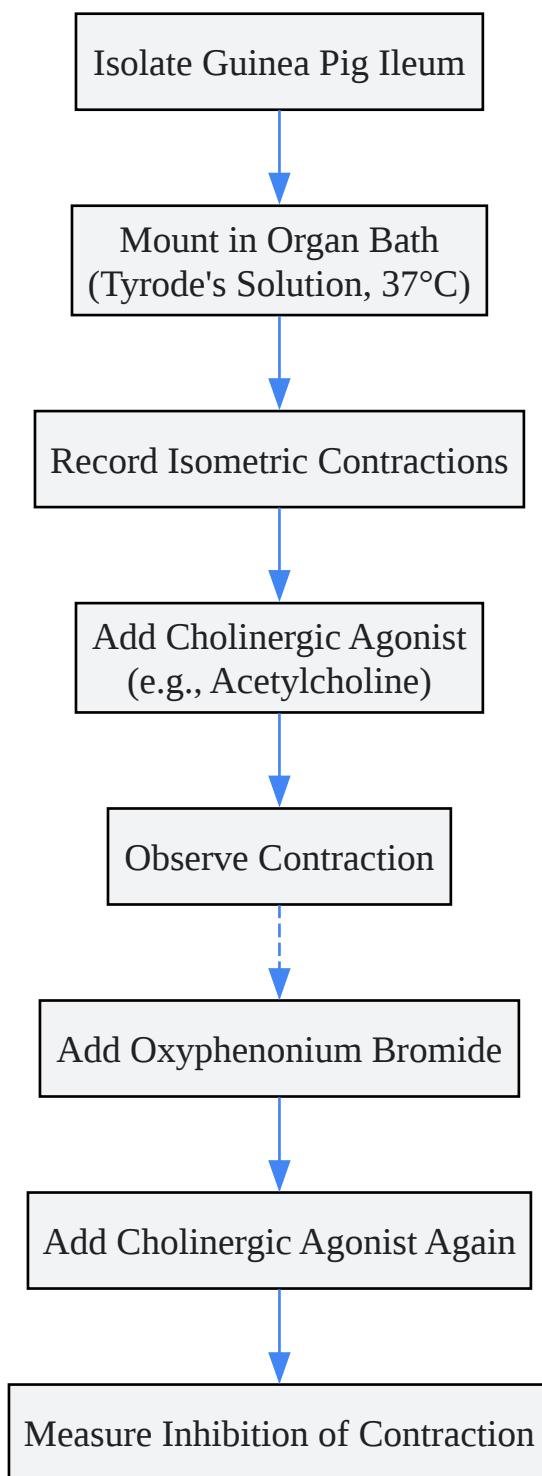 Isolate Guinea Pig Ileum
Mount in Organ Bath
(Tyrode's Solution, 37°C)
Record Isometric Contractions
Add Cholinergic Agonist
(e.g., Acetylcholine)
Observe Contraction
Add Oxyphenonium Bromide
Add Cholinergic Agonist Again
Measure Inhibition of Contraction